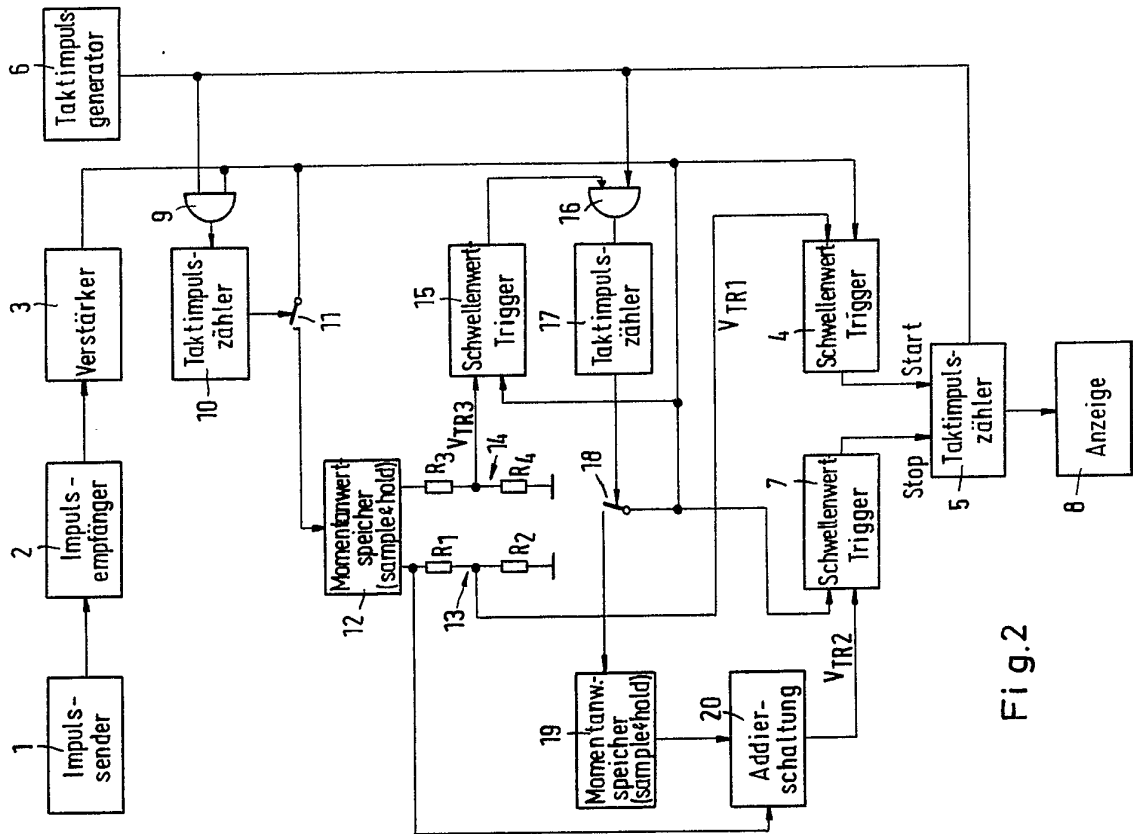 1
Impuls-
sender
2
Impuls-
empfänger
3
Verstärker
6
Taktimpuls-
generator
9
Taktimpuls-
zähler
10
11
Momentanwert-
speicher
(sample&hold)
12
R1
R2
13
R3
R4
14
VTR3
15
Schwellenwert-
Trigger
16
17
Taktimpuls-
zähler
18
19
Momentanw.-
speicher
(sample&hold)
20
Addier-
schaltung
VTR2
VTR1
7
Schwellenwert-
Trigger
4
Schwellenwert-
Trigger
Stop
Start
5
Taktimpuls-
zähler
8
Anzeige
Fig.2